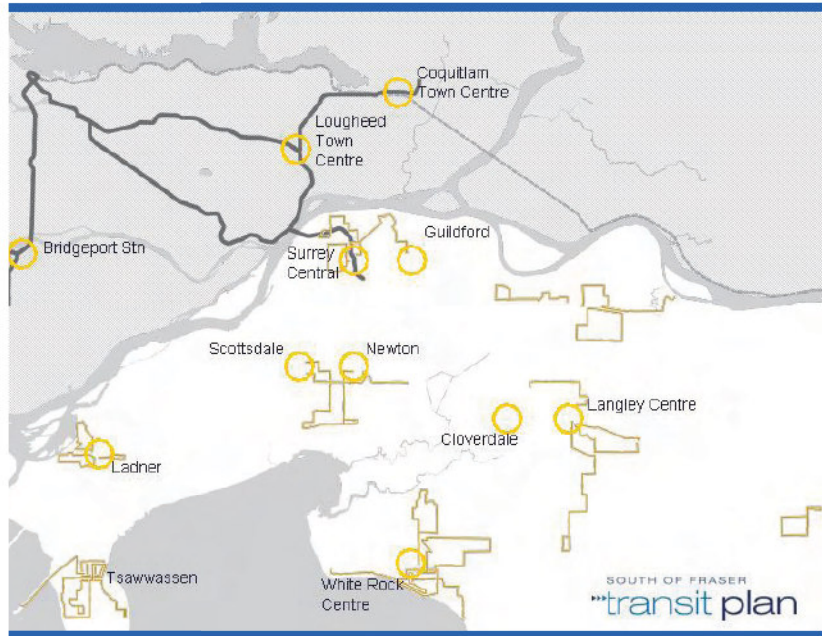 Coquitlam
Town Centre
Lougheed
Town
Centre
Bridgeport Stn
Surrey
Central
Guildford
Scottsdale
Newton
Langley Centre
Cloverdale
Ladner
Tsawwassen
White Rock
Centre
SOUTH OF FRASER
transit plan